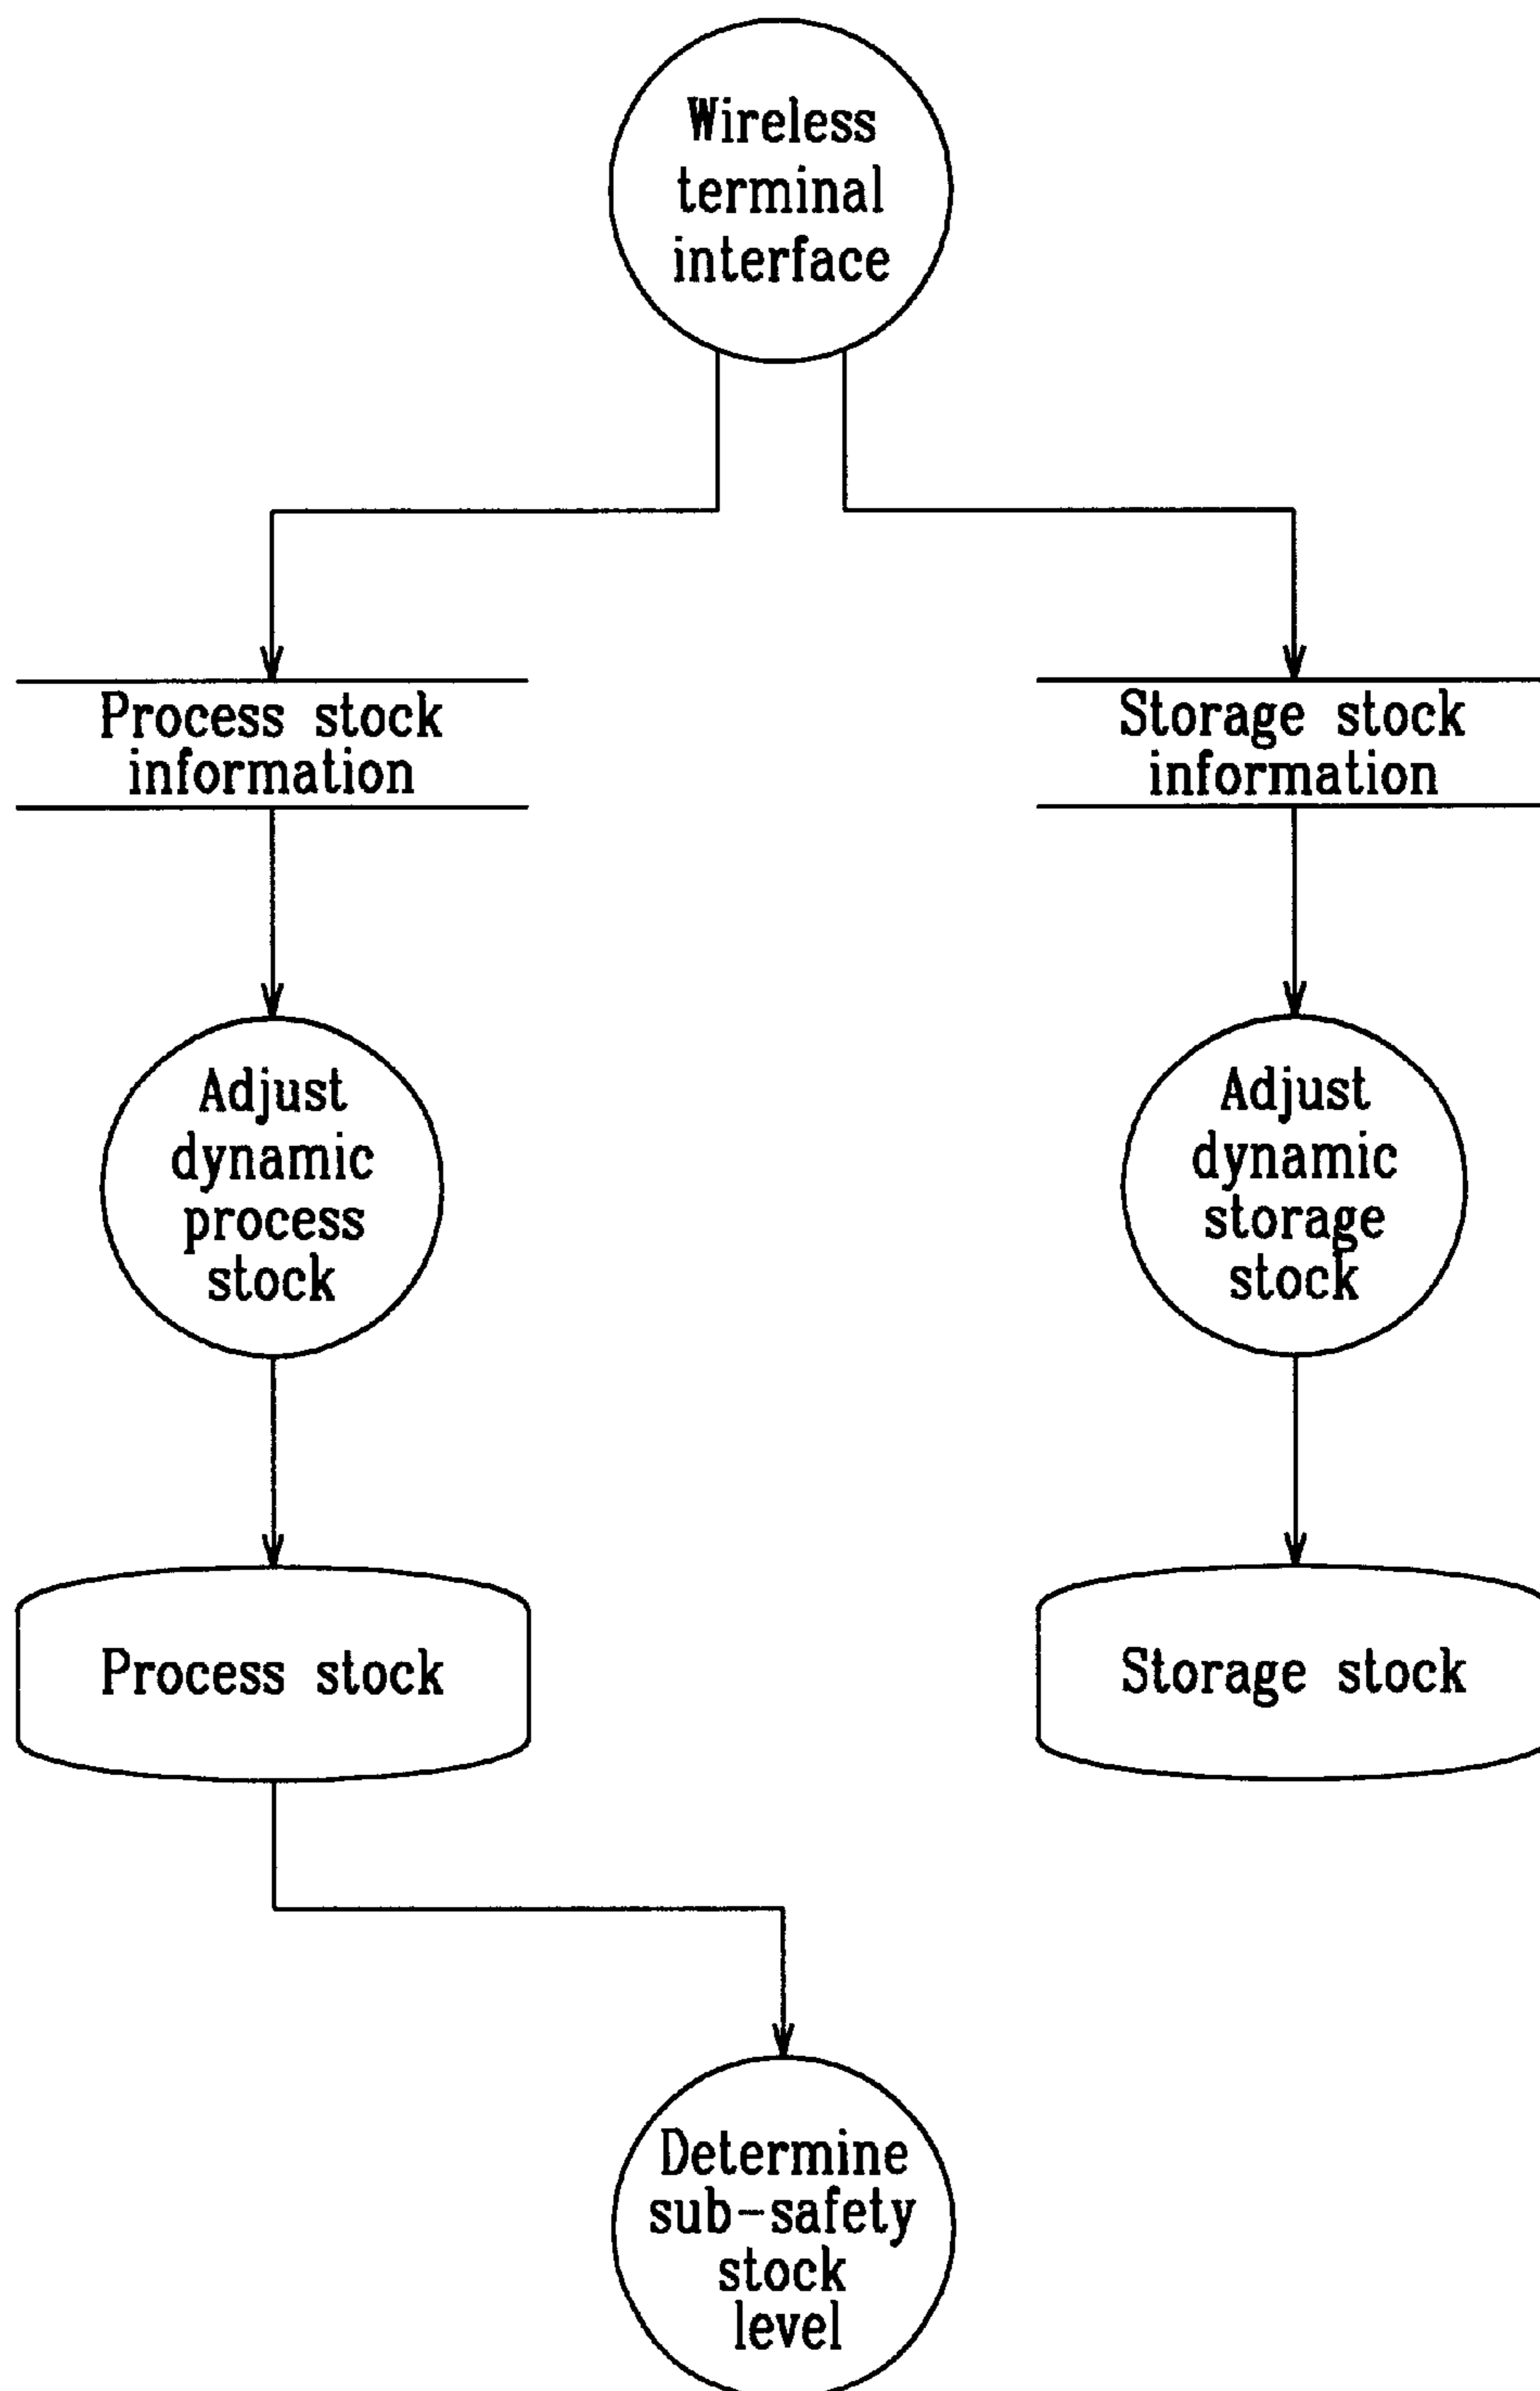 Wireless
terminal
interface
Process stock
information
Storage stock
information
Adjust
dynamic
process
stock
Adjust
dynamic
storage
stock
Process stock
Storage stock
Determine
sub-safety
stock
level